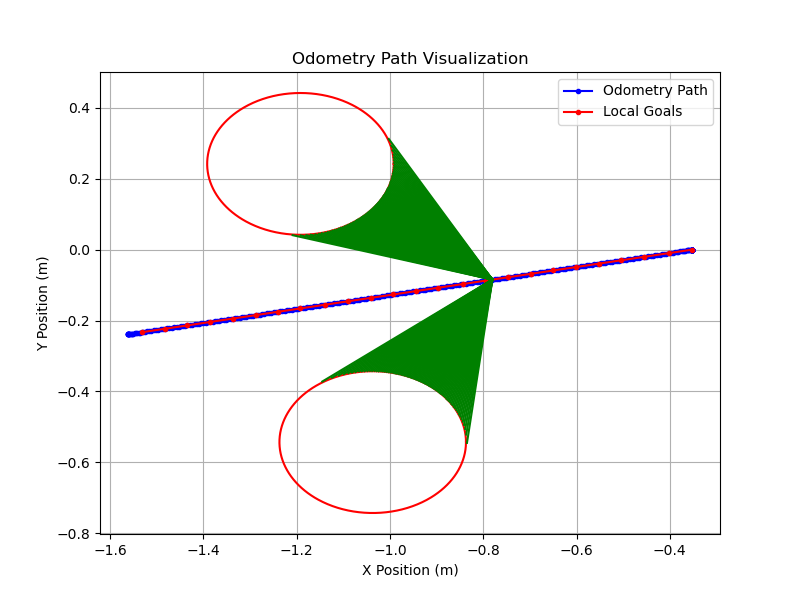 Odometry Path Visualization
Odometry Path
Local Goals
Y Position (m)
0.4
0.2
0.0
−0.2
−0.4
−0.6
−0.8
−1.6 −1.4 −1.2 −1.0 −0.8 −0.6 −0.4
X Position (m)